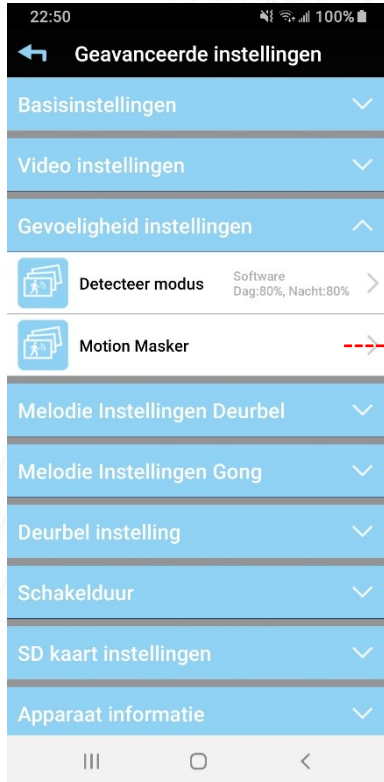 22:50 100%
Geavanceerde instellingen
Basisinstellingen
Video instellingen
Gevoeligheid instellingen
Detecteer modus
Software
Dag:80%, Nacht:80%
Motion Masker
Melodie Instellingen Deurbel
Melodie Instellingen Gong
Deurbel instelling
Schakelduur
SD kaart instellingen
Apparaat informatie